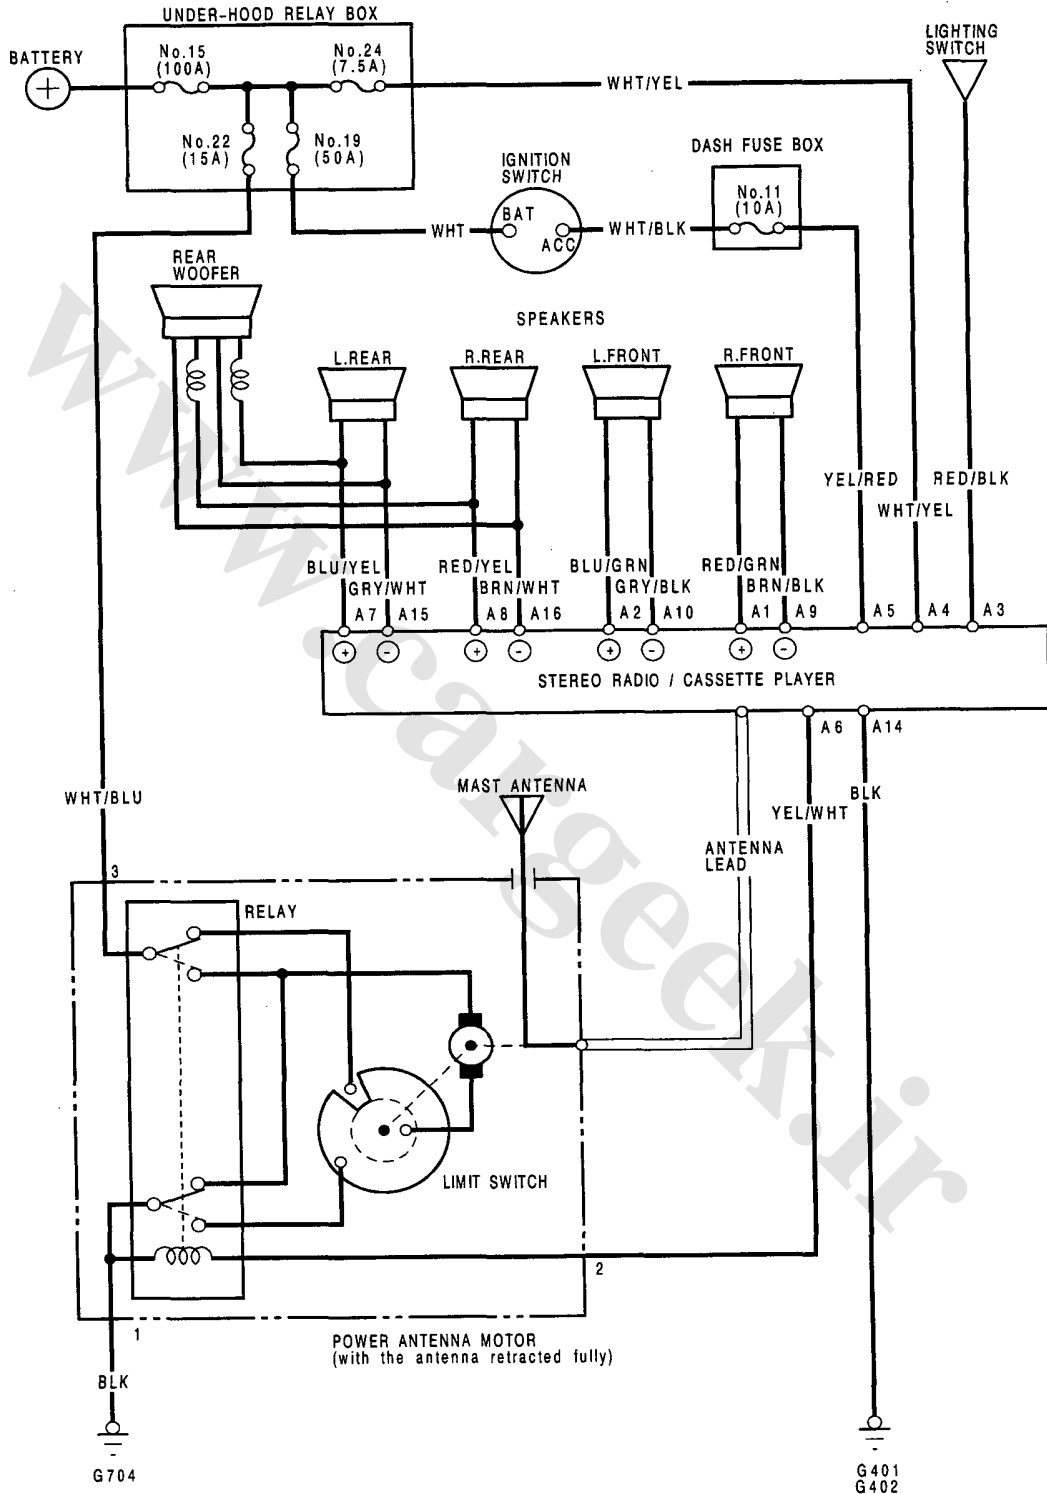 UNDER-HOOD RELAY BOX
BATTERY
No.15
(100A)
No.24
(7.5A)
No.22
(15A)
No.19
(50A)
WHT/YEL
LIGHTING
SWITCH
IGNITION
SWITCH
BAT
ACC
WHT
WHT/BLK
DASH FUSE BOX
No.11
(10A)
REAR
WOOFER
SPEAKERS
L.REAR
R.REAR
L.FRONT
R.FRONT
YEL/RED
RED/BLK
WHT/YEL
BLU/YEL
RED/YEL
BLU/GRN
RED/GRN
GRY/WHT
BRN/WHT
GRY/BLK
BRN/BLK
A7
A15
A8
A16
A2
A10
A1
A9
A5
A4
A3
+
-
+
-
+
-
+
-
STEREO RADIO / CASSETTE PLAYER
A6
A14
WHT/BLU
MAST ANTENNA
BLK
YEL/WHT
ANTENNA
LEAD
3
RELAY
LIMIT SWITCH
2
1
POWER ANTENNA MOTOR
(with the antenna retracted fully)
BLK
G704
G401
G402
www.cargeek.ir